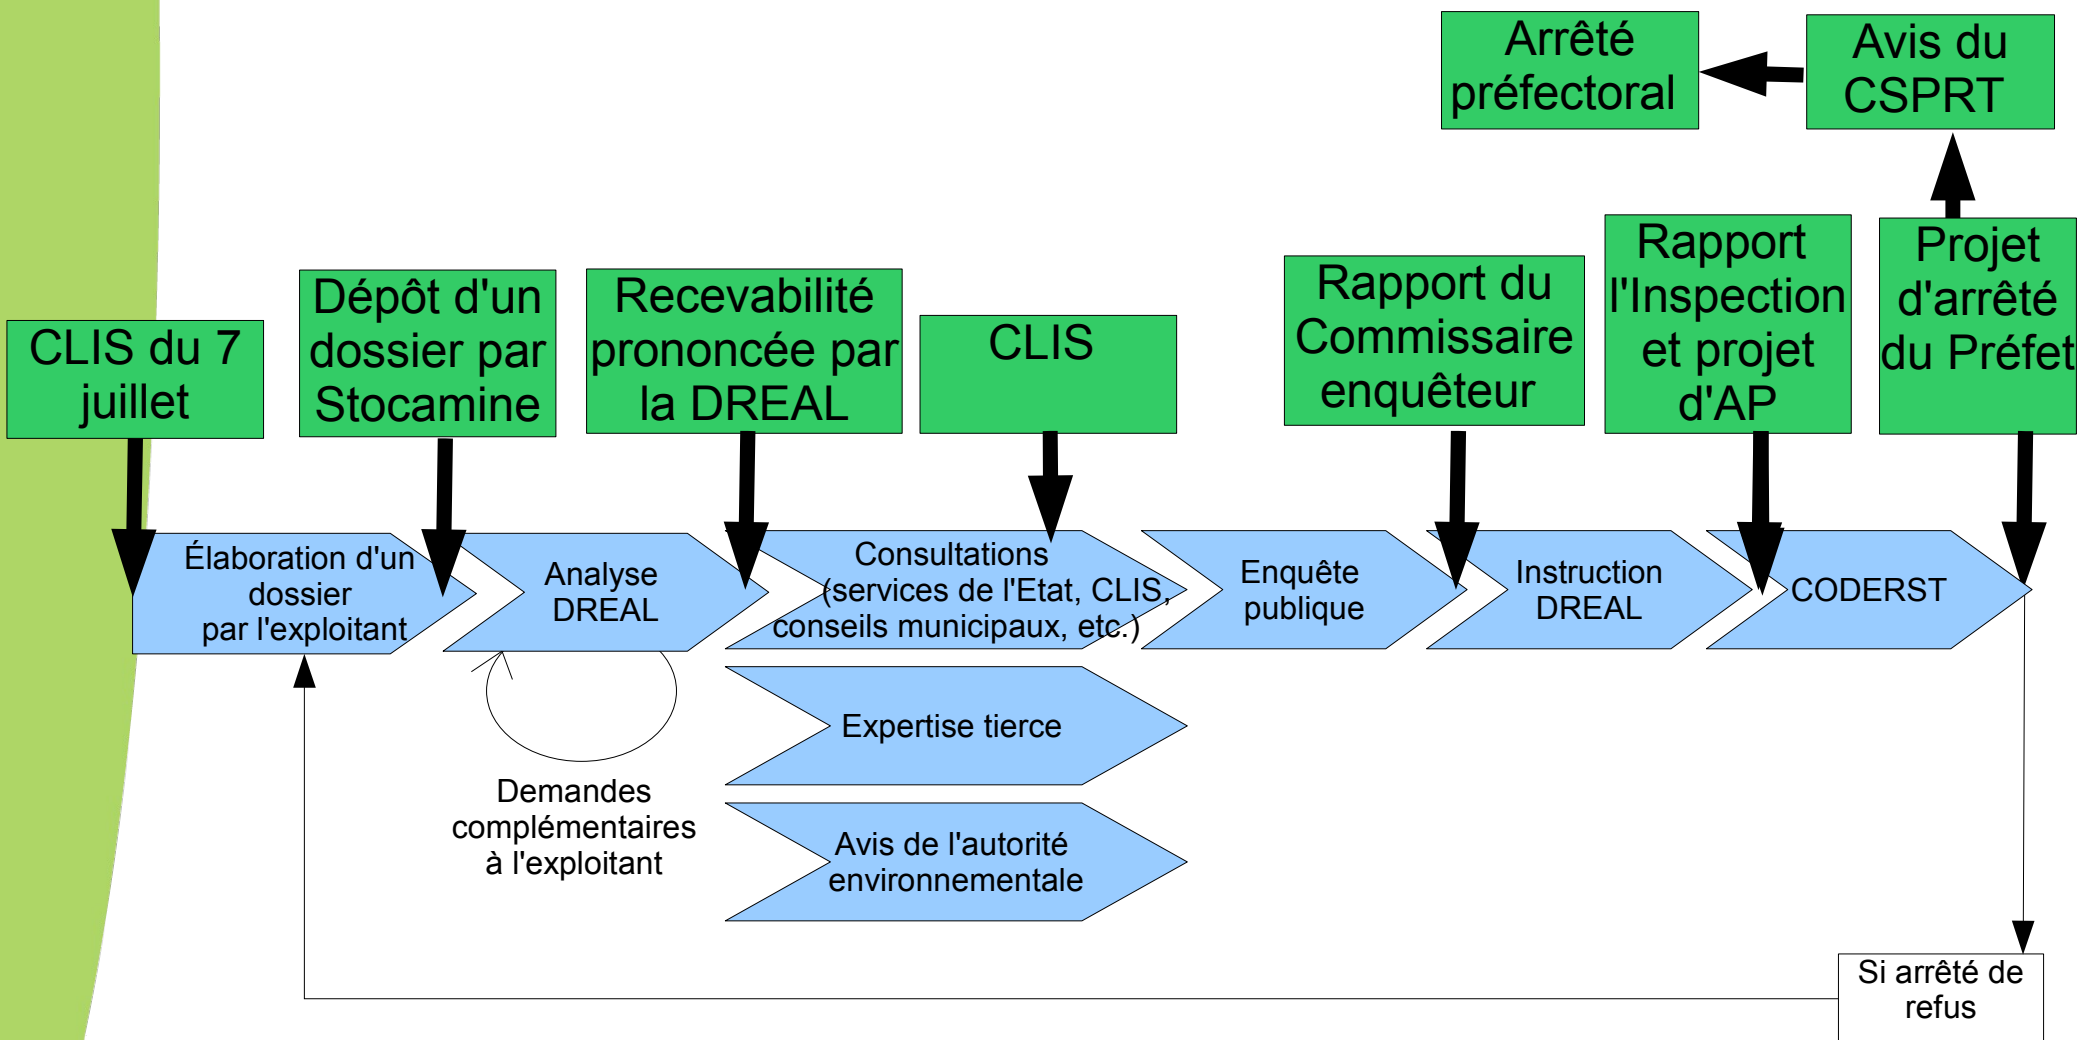 Arrêté
préfectoral
Avis du
CSPRT
CLIS du 7
juillet
Dépôt d'un
dossier par
Stocamine
Recevabilité
prononcée par
la DREAL
CLIS
Rapport du
Commissaire
enquêteur
Rapport
l'Inspection
et projet
d'AP
Projet
d'arrêté
du Préfet
Élaboration d'un
dossier
par l'exploitant
Analyse
DREAL
Consultations
(services de l'Etat, CLIS,
conseils municipaux, etc.)
Enquête
publique
Instruction
DREAL
CODERST
Expertise tierce
Demandes
complémentaires
à l'exploitant
Avis de l'autorité
environnementale
Si arrêté de
refus